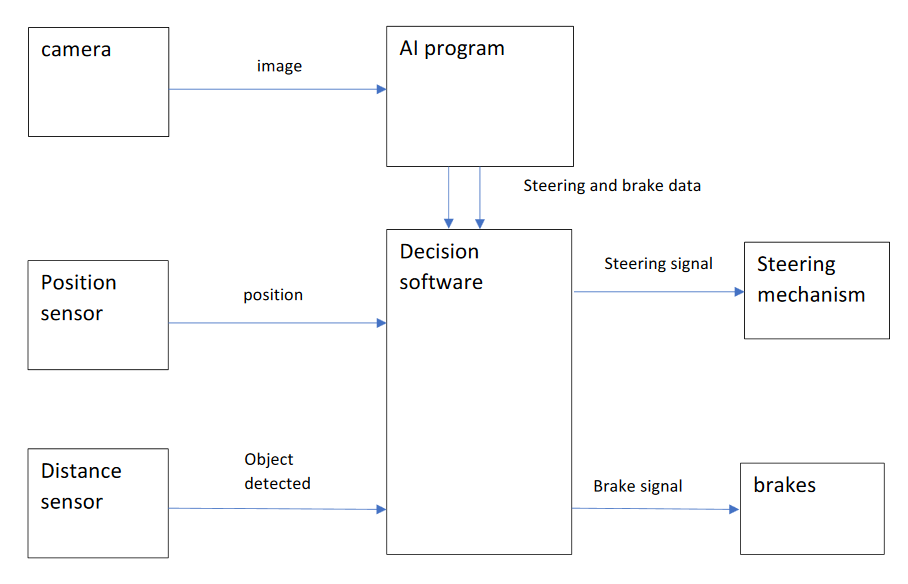 camera
image
AI program
Steering and brake data
Position
sensor
position
Decision
software
Steering signal
Steering
mechanism
Distance
sensor
Object
detected
Brake signal
brakes